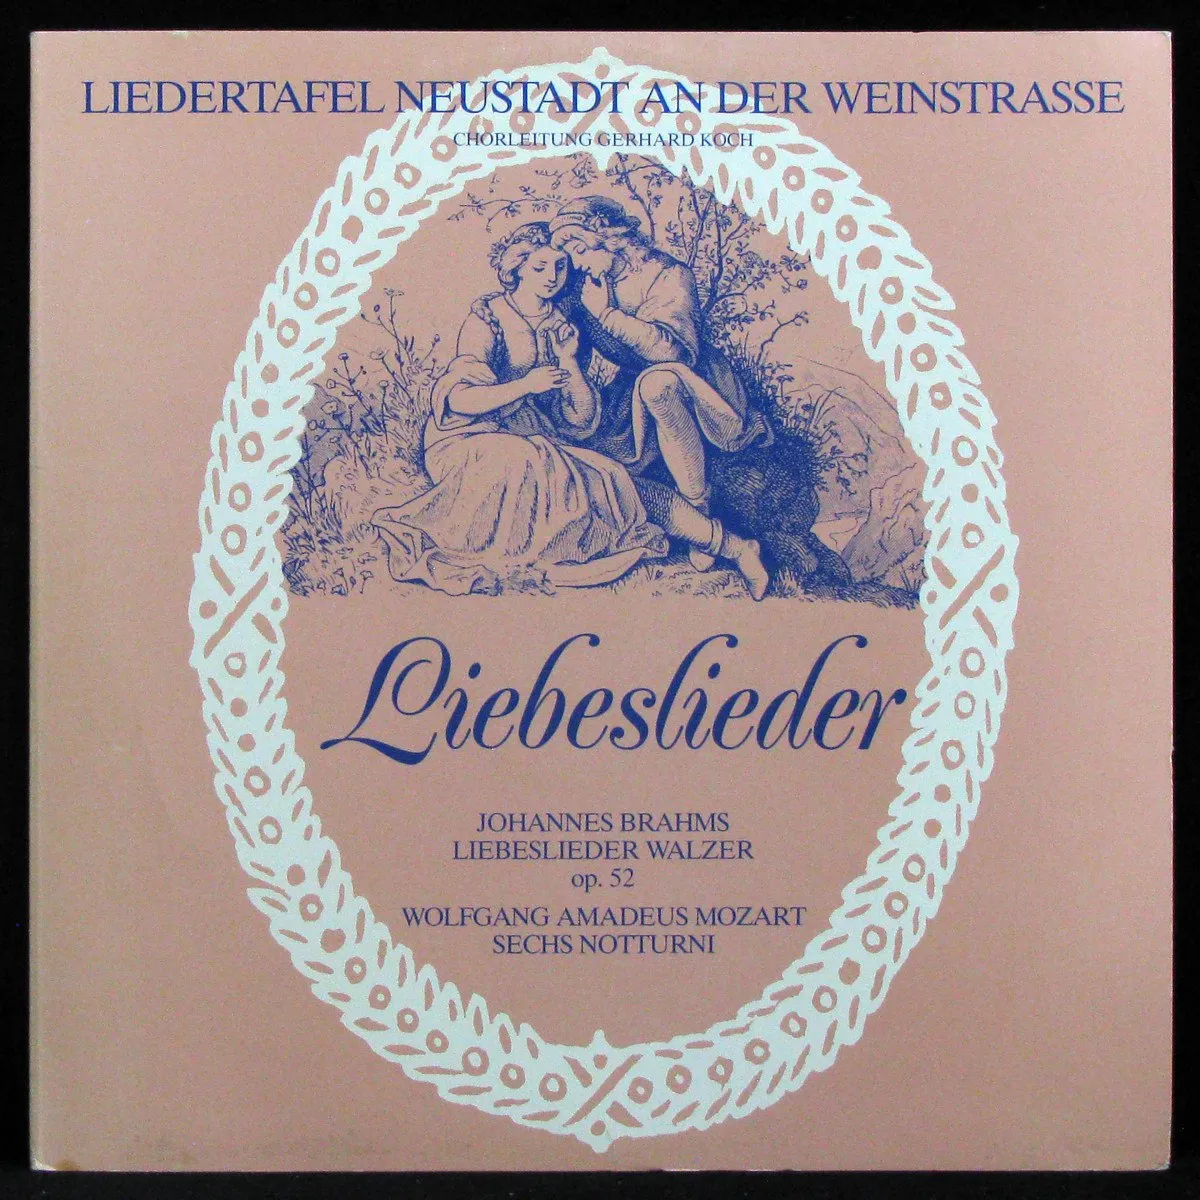 LIEDERTAFEL NEUSTADT AN DER WEINSTRASSE
CHORLEITUNG GERHARD KOCH
Liebeslieder
JOHANNES BRAHMS
LIEBESLIEDER WALZER
op. 52
WOLFGANG AMADEUS MOZART
SECHS NOTTURNI